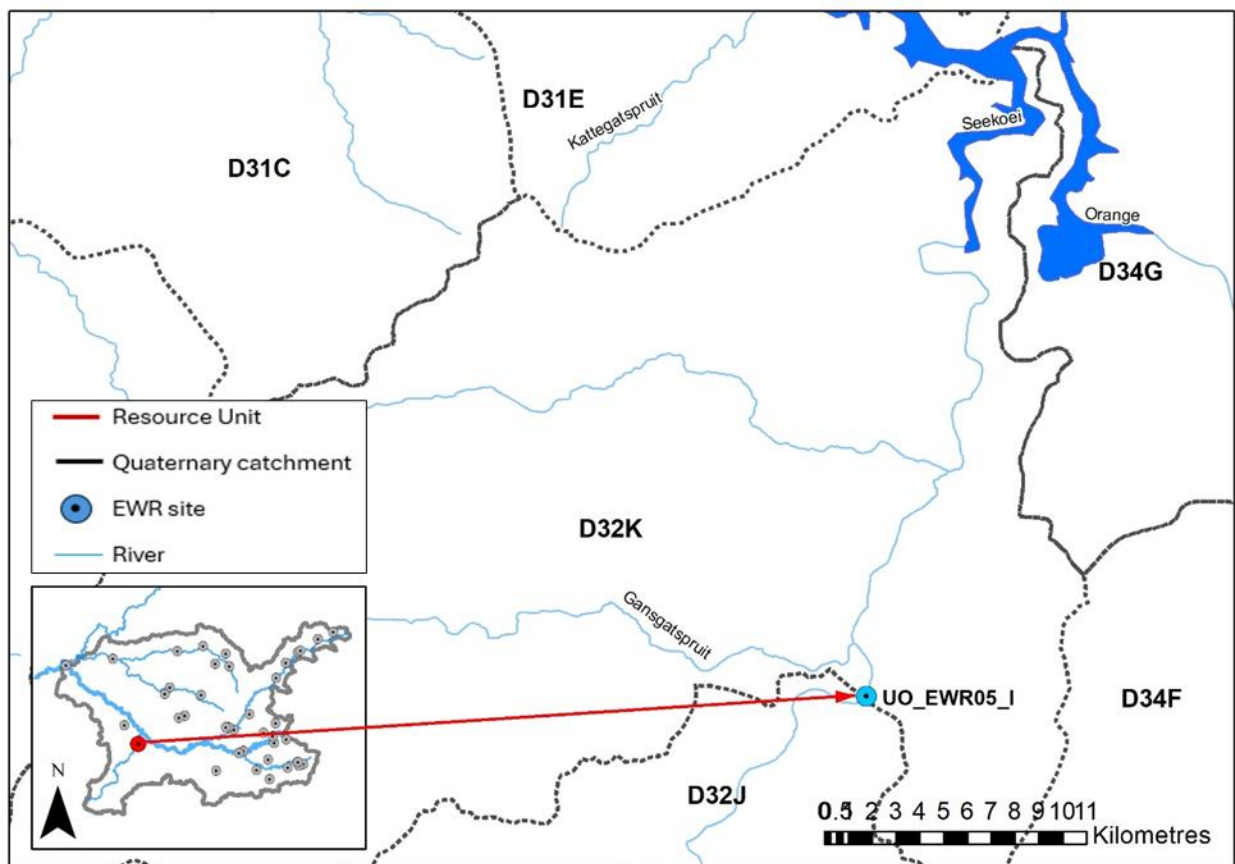 D31E
Kattegatspruit
Seekoei
D31C
Orange
D34G
Resource Unit
Quaternary catchment
EWR site
River
D32K
Gansgatspruit
UO_EWR05_I
D34F
N
D32J
0 0.5 1 2 3 4 5 6 7 8 9 10 11
Kilometres